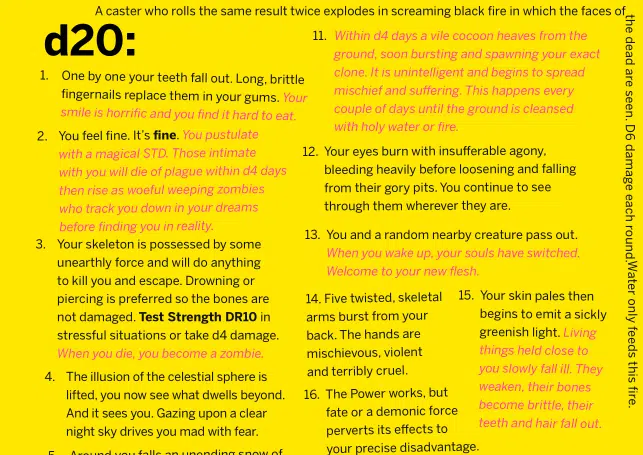 A caster who rolls the same result twice explodes in screaming black fire in which the faces of
the dead are seen. D6 damage each round. Water only feeds this fire.
d20:
1. One by one your teeth fall out. Long, brittle
fingernails replace them in your gums. Your
smile is horrific and you find it hard to eat.
2. You feel fine. It's fine. You pustulate
with a magical STD. Those intimate
with you will die of plague within d4 days
then rise as woeful weeping zombies
who track you down in your dreams
before finding you in reality.
3. Your skeleton is possessed by some
unearthly force and will do anything
to kill you and escape. Drowning or
piercing is preferred so the bones are
not damaged. Test Strength DR10 in
stressful situations or take d4 damage.
When you die, you become a zombie.
4. The illusion of the celestial sphere is
lifted, you now see what dwells beyond.
And it sees you. Gazing upon a clear
night sky drives you mad with fear.
5. Around you falls an unending snow of
11. Within d4 days a vile cocoon heaves from the
ground, soon bursting and spawning your exact
clone. It is unintelligent and begins to spread
mischief and suffering. This happens every
couple of days until the ground is cleansed
with holy water or fire.
12. Your eyes burn with insufferable agony,
bleeding heavily before loosening and falling
from their gory pits. You continue to see
through them wherever they are.
13. You and a random nearby creature pass out.
When you wake up, your souls have switched.
Welcome to your new flesh.
14. Five twisted, skeletal
arms burst from your
back. The hands are
mischievous, violent
and terribly cruel.
15. Your skin pales then
begins to emit a sickly
greenish light. Living
things held close to
you slowly fall ill. They
weaken, their bones
become brittle, their
teeth and hair fall out.
16. The Power works, but
fate or a demonic force
perverts its effects to
your precise disadvantage.